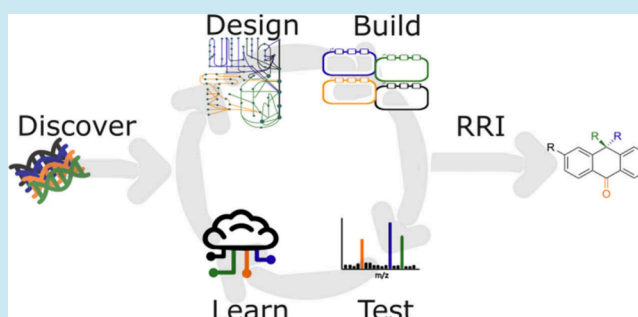 Design Build
Discover
RRI
R R
R
O
m/z
Learn Test